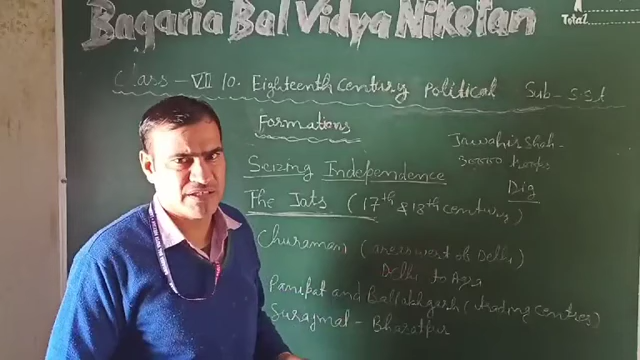 Bagaria Bal Vidya Niketan
Total
Class - VII 10. Eighteenth Century Political Sub - S.St
Formations
Jawahir Shah -
30000 troops
Seizing Independence
Dig
The Jats (17th & 18th century)
Churaman (areas west of Delhi)
Delhi to Agra
Panipat and Ballabhgarh (trading centres)
Surajmal - Bharatpur